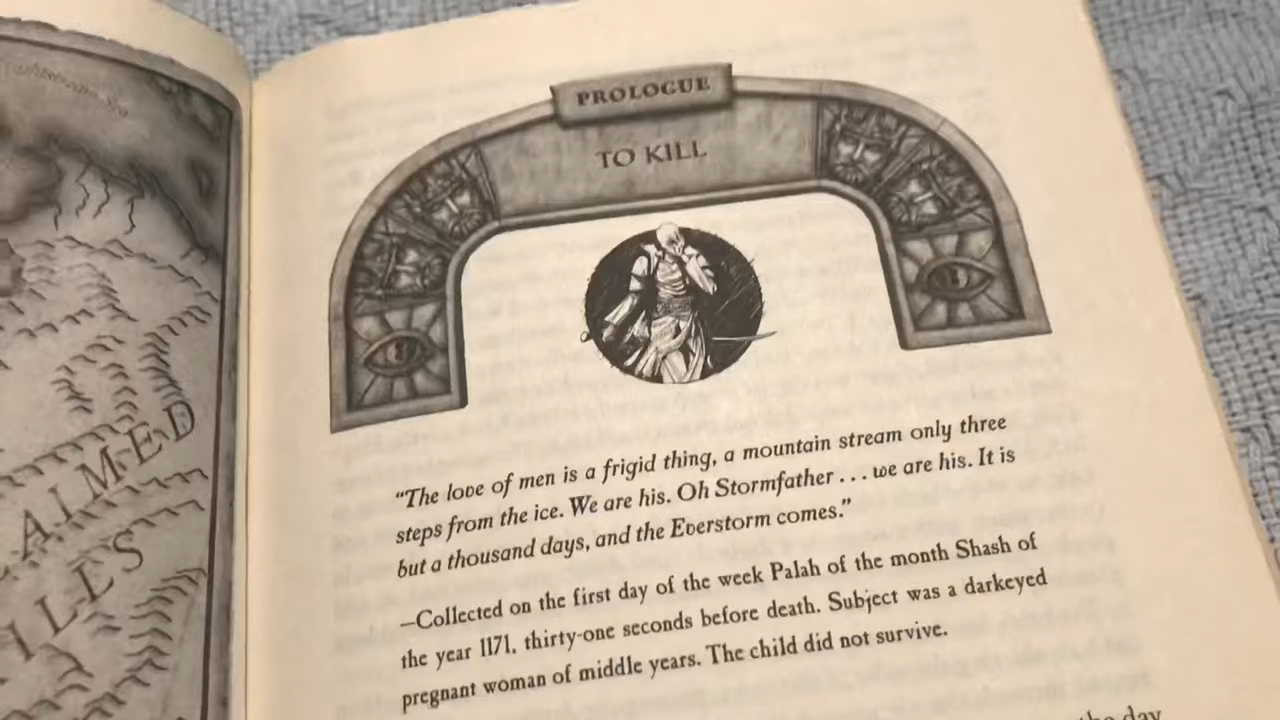 PROLOGUE
TO KILL
“The love of men is a frigid thing, a mountain stream only three
steps from the ice. We are his. Oh Stormfather . . . we are his. It is
but a thousand days, and the Everstorm comes.”
—Collected on the first day of the week Palah of the month Shash of
the year 1171, thirty-one seconds before death. Subject was a darkeyed
pregnant woman of middle years. The child did not survive.
the day
ALMED